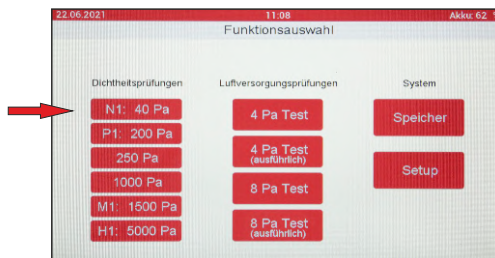 22.06.2021 11:08 Akku: 62
Funktionsauswahl
Dichtheitsprüfungen Luftversorgungsprüfungen System
N1: 40 Pa
P1: 200 Pa
250 Pa
1000 Pa
M1: 1500 Pa
H1: 5000 Pa
4 Pa Test
4 Pa Test
(ausführlich)
8 Pa Test
8 Pa Test
(ausführlich)
Speicher
Setup